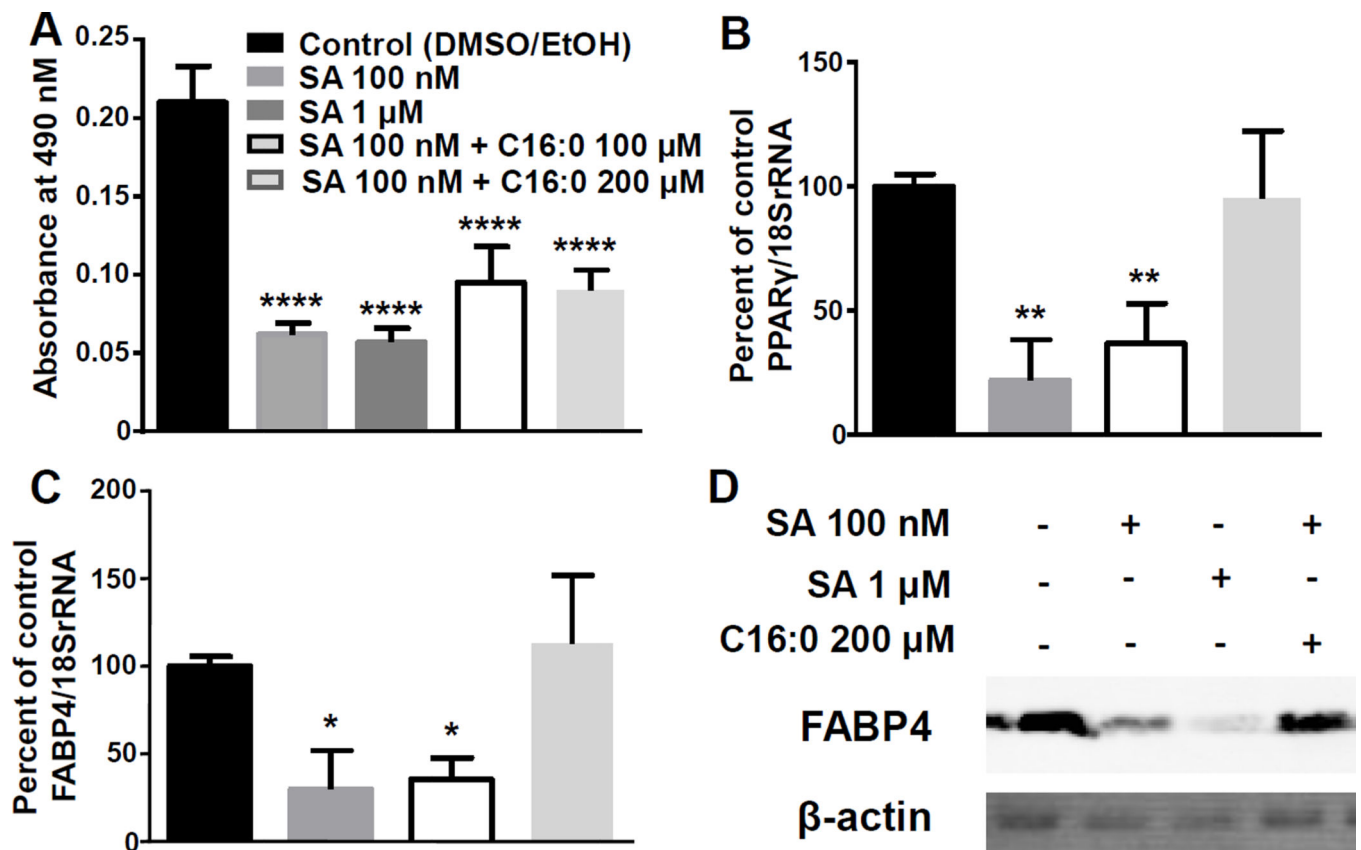 A
Absorbance at 490 nM
0.25
0.20
0.15
0.10
0.05
0
Control (DMSO/EtOH)
SA 100 nM
SA 1 µM
SA 100 nM + C16:0 100 µM
SA 100 nM + C16:0 200 µM
**** **** **** ****
B
Percent of control
PPARγ/18SrRNA
150
100
50
0
** **
C
Percent of control
FABP4/18SrRNA
200
150
100
50
0
* *
D
SA 100 nM - + - +
SA 1 µM - - + -
C16:0 200 µM - - - +
FABP4
β-actin